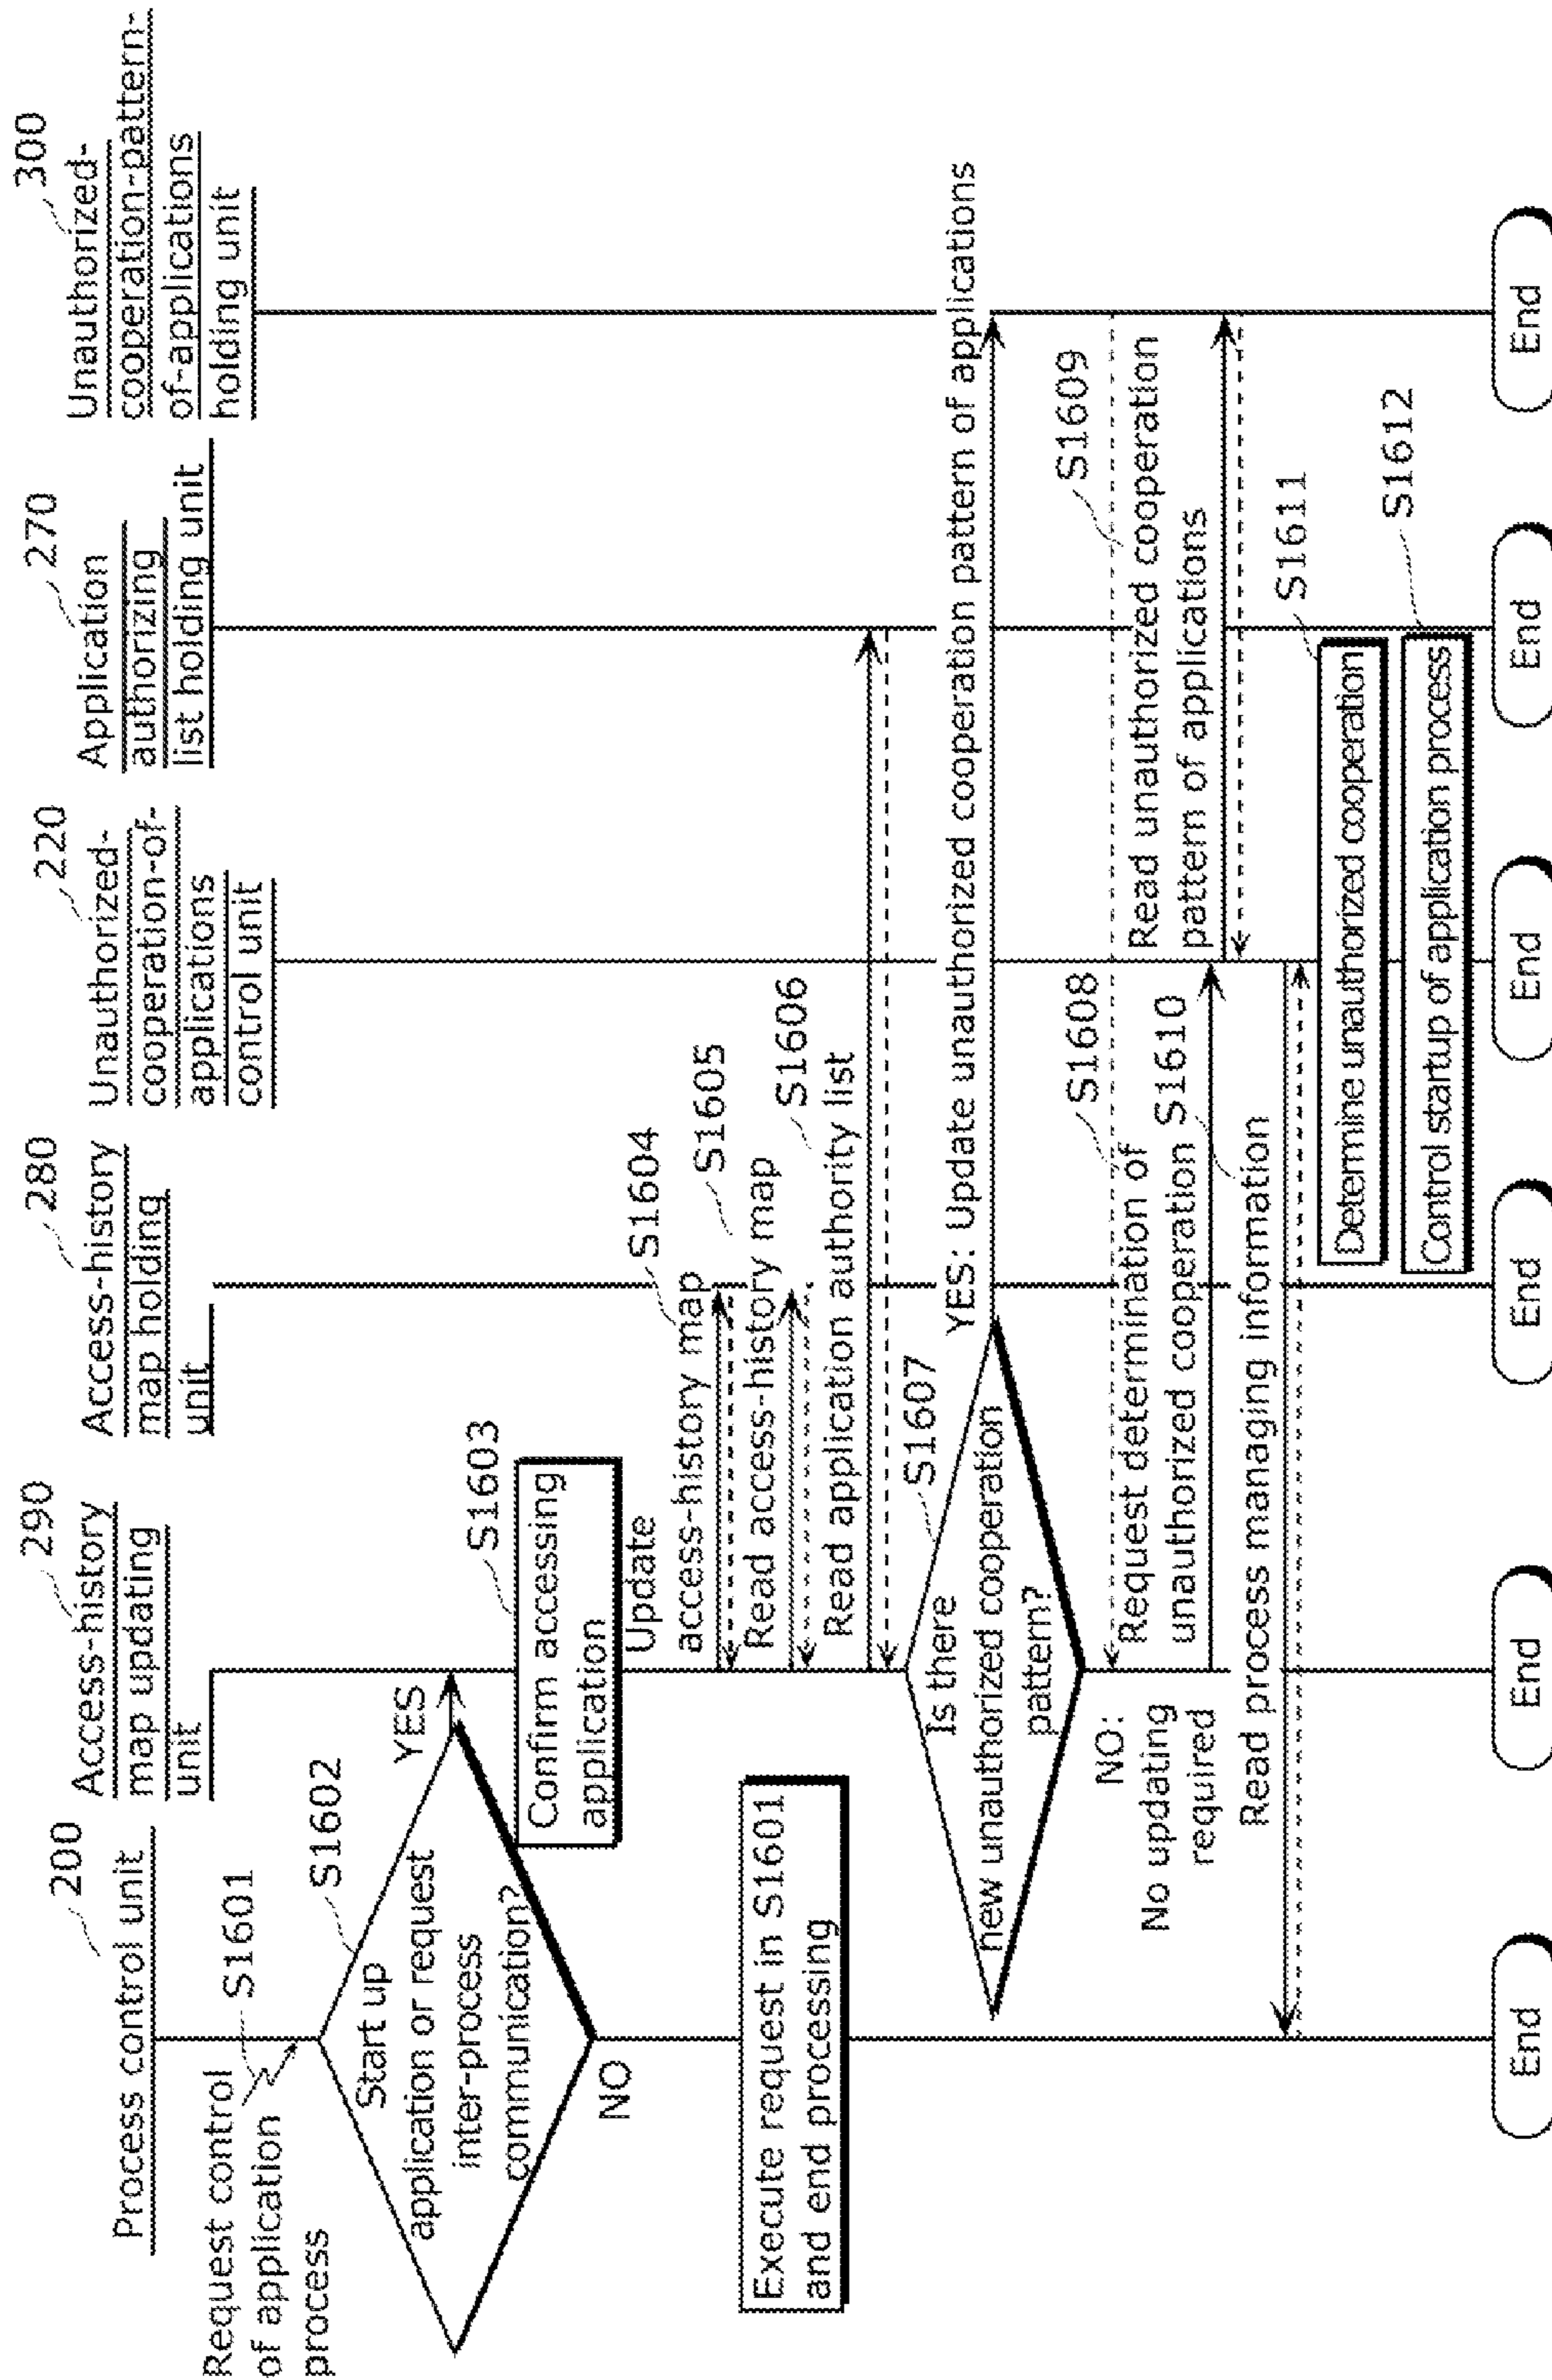 200
Process control unit
290
Access-history
map updating
unit
280
Access-history
map holding
unit
220
Unauthorized-
cooperation-of-
applications
control unit
270
Application
authorizing
list holding unit
300
Unauthorized-
cooperation-pattern-
of-applications
holding unit
Request control
of application
process
S1601
S1602
Start up
application or request
inter-process
communication?
YES
NO
S1603
Confirm accessing
application
Update
access-history map
S1604
Read access-history map
S1605
Read application authority list
S1606
Execute request in S1601
and end processing
S1607
Is there
new unauthorized cooperation
pattern?
YES: Update unauthorized cooperation pattern of applications
NO:
No updating
required
S1608
Request determination of
unauthorized cooperation
S1609
Read unauthorized cooperation
pattern of applications
S1610
Read process managing information
S1611
Determine unauthorized cooperation
S1612
Control startup of application process
End
End
End
End
End
End